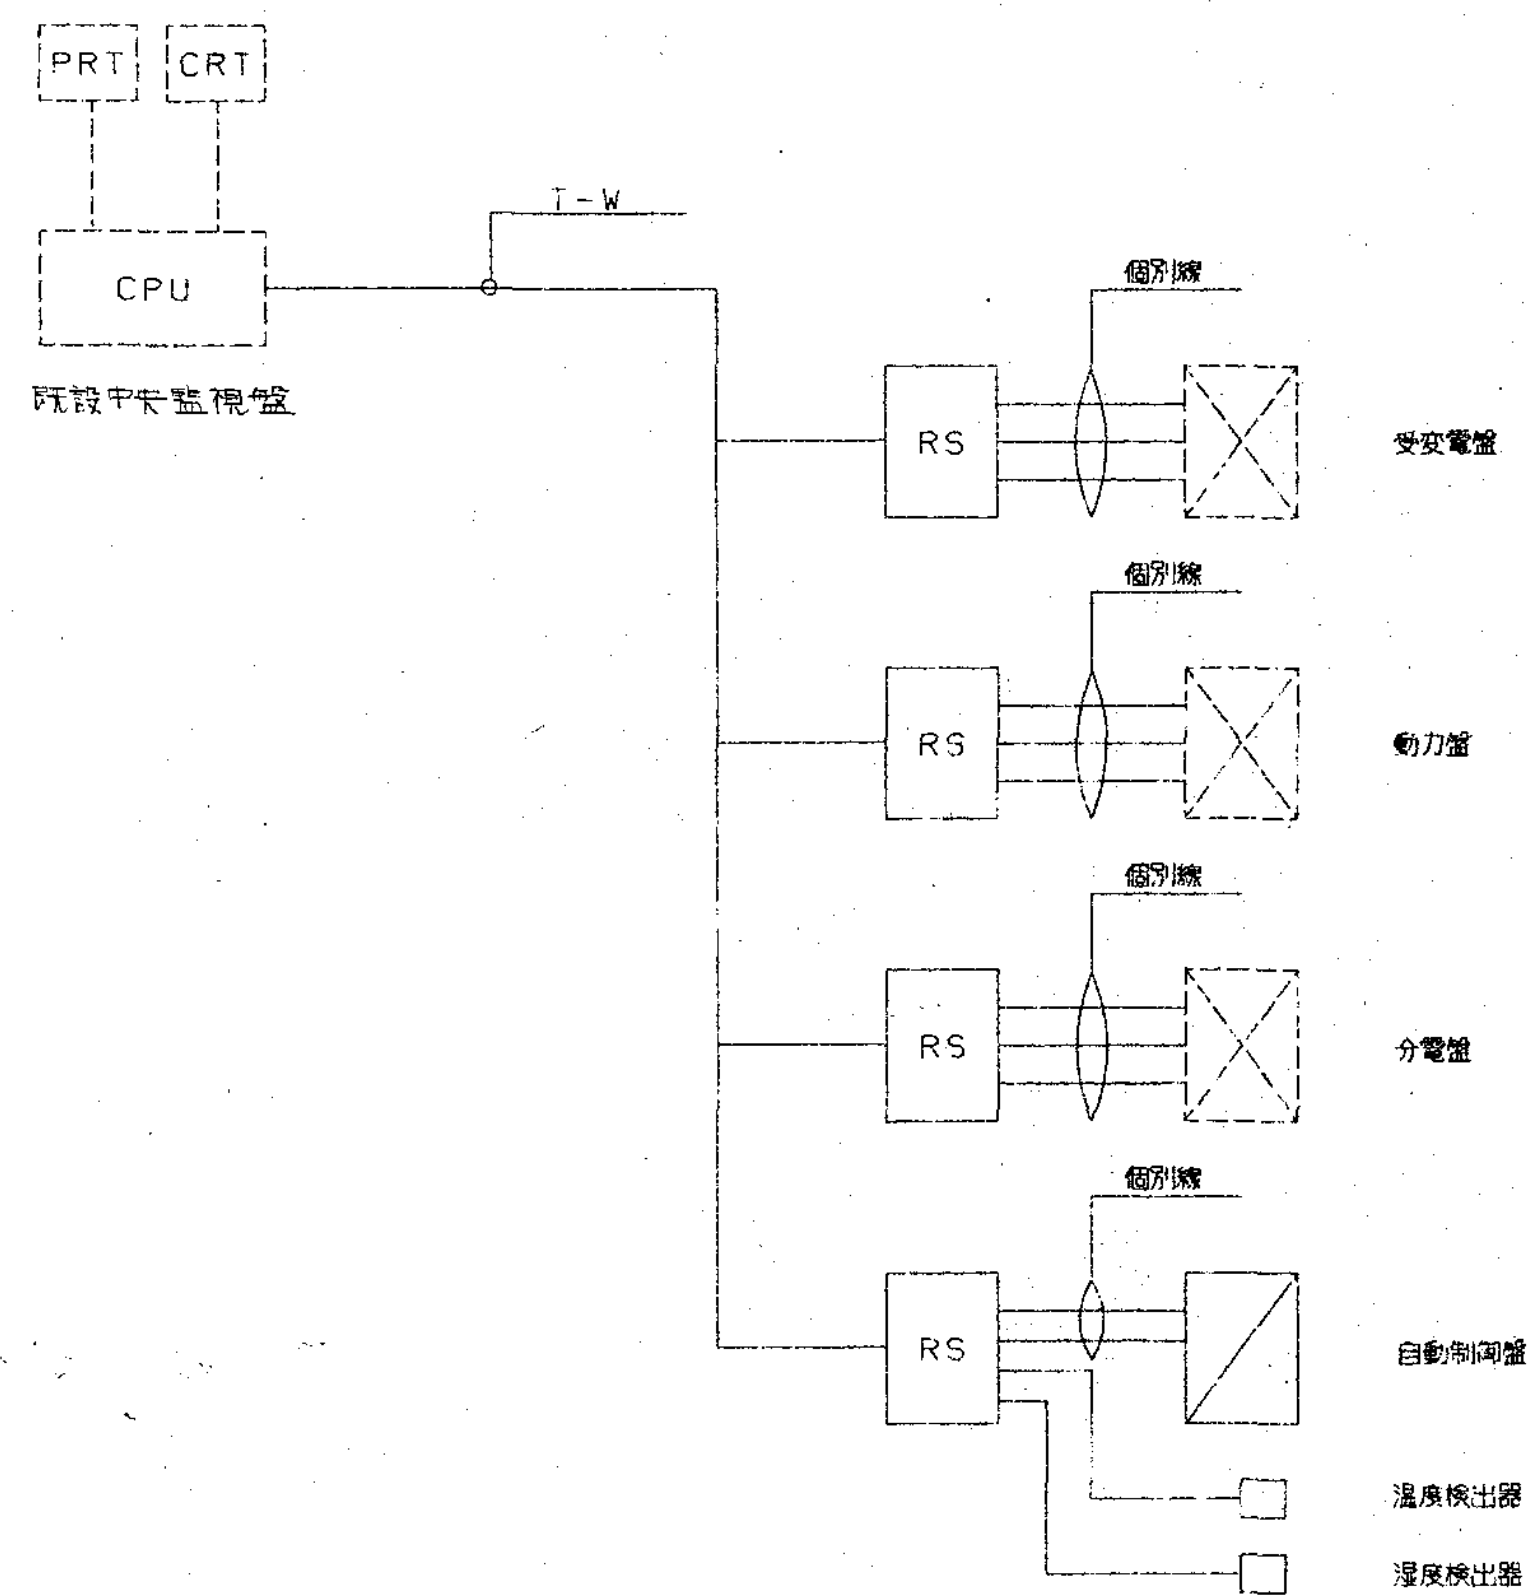 PRT CRT
T-W
CPU
既設中央監視盤
個別線
RS
受変電盤
個別線
RS
動力盤
個別線
RS
分電盤
個別線
RS
自動制御盤
温度検出器
湿度検出器